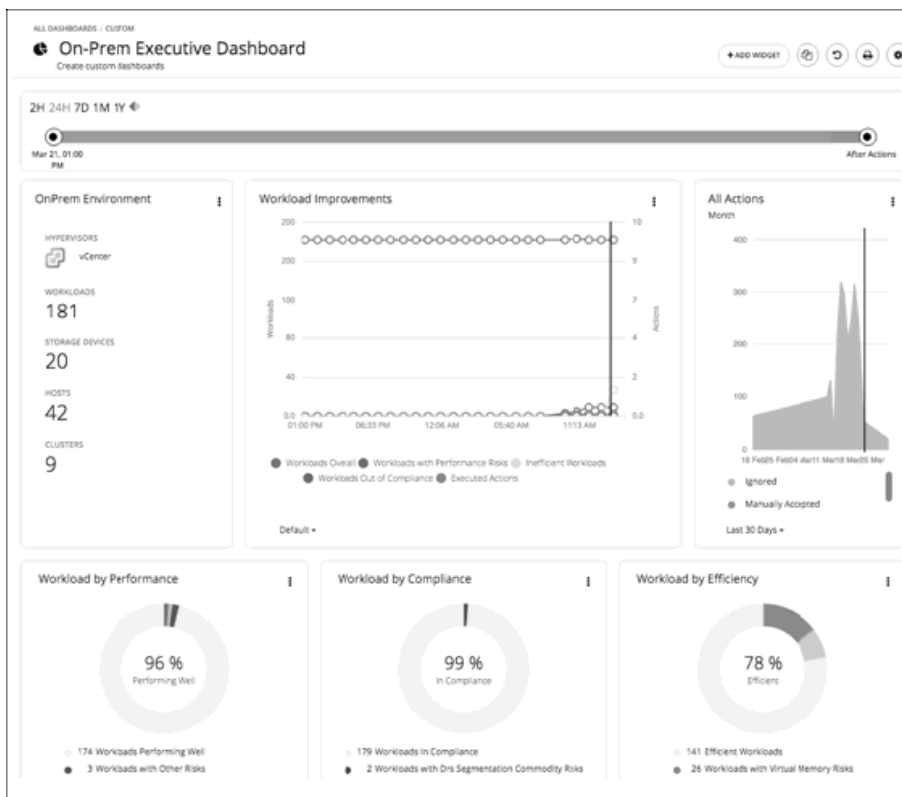 ALL DASHBOARDS / CUSTOM
On-Prem Executive Dashboard
Create custom dashboards
+ ADD WIDGET
2H 24H 7D 1M 1Y
Mar 21, 01:00
PM
After Actions
OnPrem Environment
HYPERVISORS
vCenter
WORKLOADS
181
STORAGE DEVICES
20
HOSTS
42
CLUSTERS
9
Workload Improvements
200
200
100
80
40
0.0
Workloads
10
9
7
4
2
0.0
Actions
01:00 PM 06:33 PM 12:06 AM 05:40 AM 11:13 AM
Workloads Overall Workloads with Performance Risks Inefficient Workloads
Workloads Out of Compliance Executed Actions
Default
All Actions
Month
400
300
200
100
0
18 Feb25 Feb04 Mar11 Mar18 Mar25 Mar
Ignored
Manually Accepted
Last 30 Days
Workload by Performance
96 %
Performing Well
174 Workloads Performing Well
3 Workloads with Other Risks
Workload by Compliance
99 %
In Compliance
179 Workloads In Compliance
2 Workloads with Drs Segmentation Commodity Risks
Workload by Efficiency
78 %
Efficient
141 Efficient Workloads
26 Workloads with Virtual Memory Risks